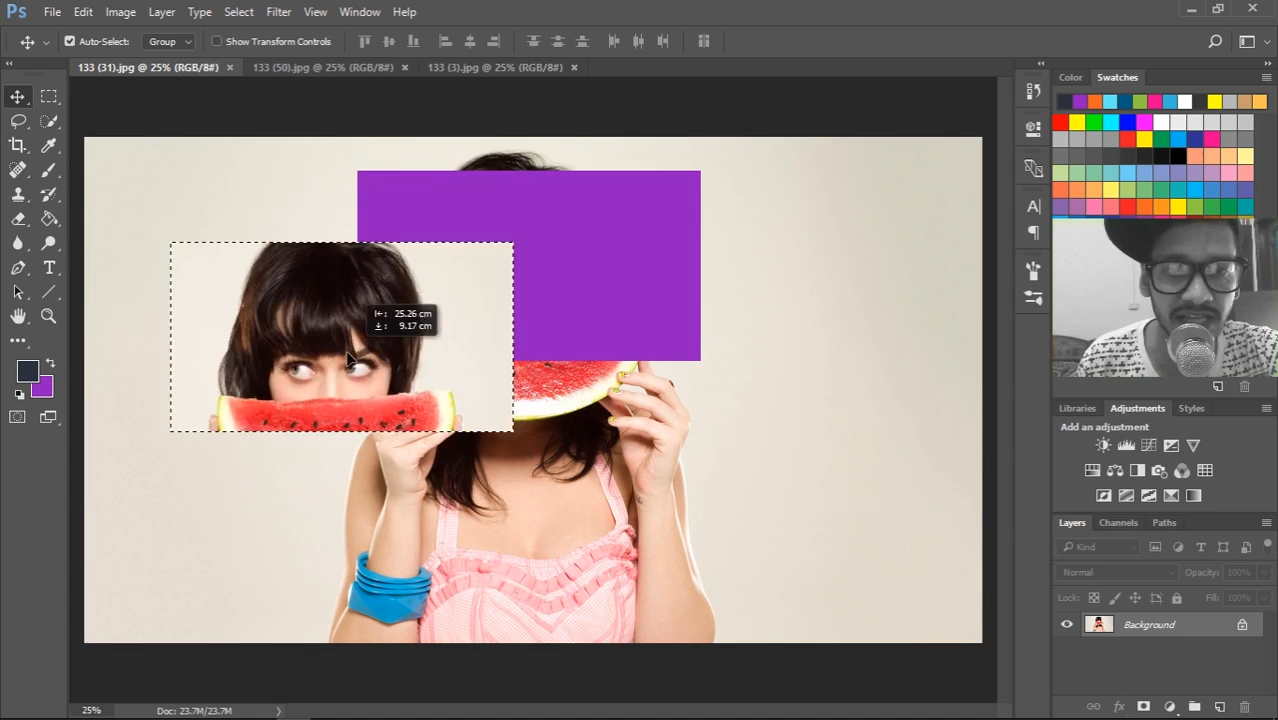 Ps File Edit Image Layer Type Select Filter View Window Help
Auto-Select: Group Show Transform Controls
133 (31).jpg @ 25% (RGB/8#) × 133 (50).jpg @ 25% (RGB/8#) × 133 (3).jpg @ 25% (RGB/8#) ×
Color Swatches
25.26 cm
9.17 cm
Libraries Adjustments Styles
Add an adjustment
Layers Channels Paths
Kind
Normal Opacity: 100%
Lock: Fill: 100%
Background
25% Doc: 23.7M/23.7M